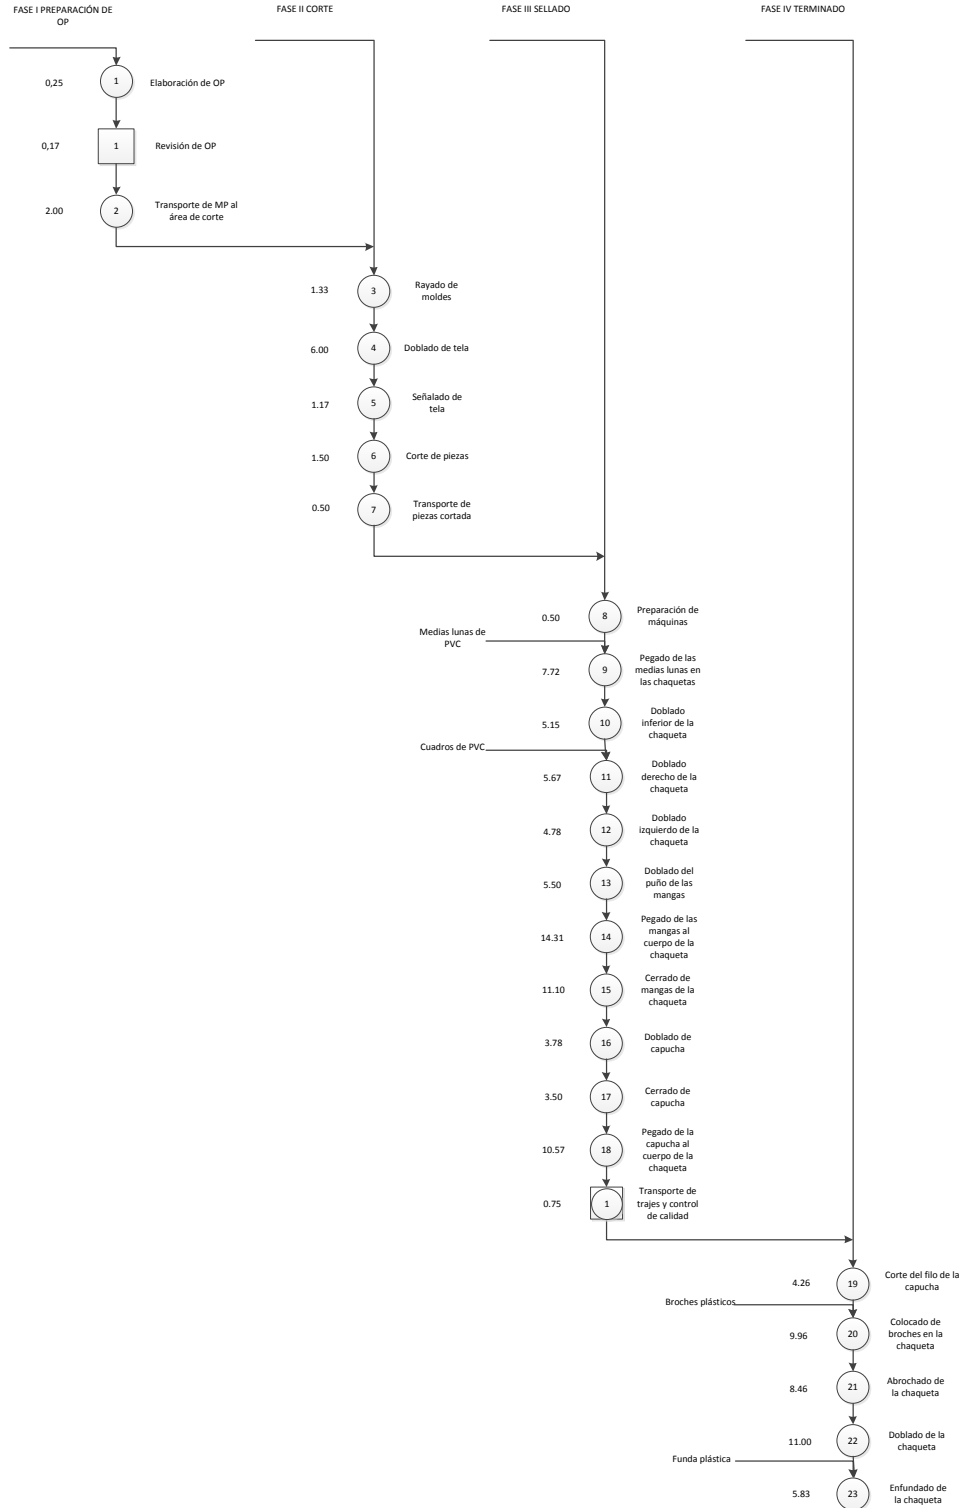 FASE I PREPARACIÓN DE
OP
FASE II CORTE
FASE III SELLADO
FASE IV TERMINADO
0,25
1
Elaboración de OP
0,17
1
Revisión de OP
2.00
2
Transporte de MP al
área de corte
1.33
3
Rayado de
moldes
6.00
4
Doblado de tela
1.17
5
Señalado de
tela
1.50
6
Corte de piezas
0.50
7
Transporte de
piezas cortada
0.50
8
Preparación de
máquinas
Medias lunas de
PVC
7.72
9
Pegado de las
medias lunas en
las chaquetas
5.15
10
Doblado
inferior de la
chaqueta
Cuadros de PVC
5.67
11
Doblado
derecho de la
chaqueta
4.78
12
Doblado
izquierdo de la
chaqueta
5.50
13
Doblado del
puño de las
mangas
14.31
14
Pegado de las
mangas al
cuerpo de la
chaqueta
11.10
15
Cerrado de
mangas de la
chaqueta
3.78
16
Doblado de
capucha
3.50
17
Cerrado de
capucha
10.57
18
Pegado de la
capucha al
cuerpo de la
chaqueta
0.75
1
Transporte de
trajes y control
de calidad
4.26
19
Corte del filo de la
capucha
Broches plásticos
9.96
20
Colocado de
broches en la
chaqueta
8.46
21
Abrochado de
la chaqueta
11.00
22
Doblado de la
chaqueta
Funda plástica
5.83
23
Enfundado de
la chaqueta